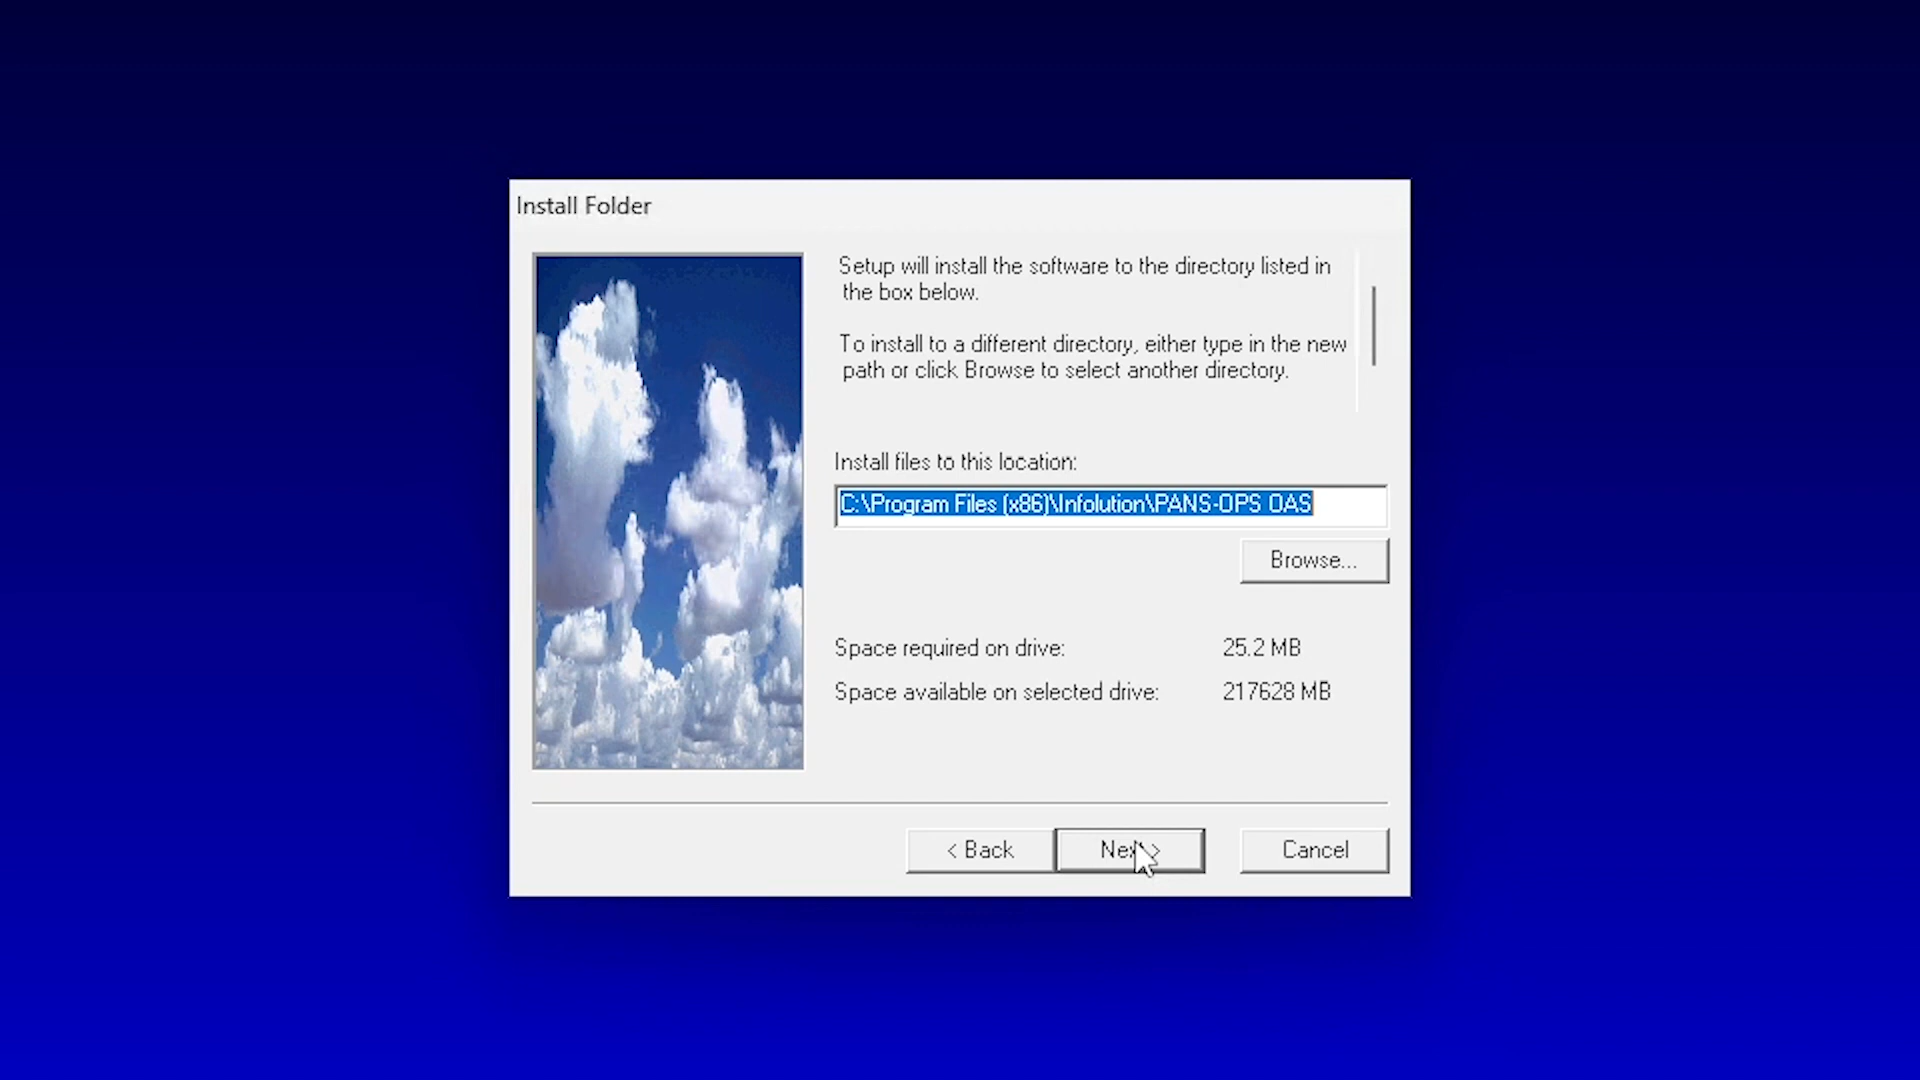 Install Folder
Setup will install the software to the directory listed in
the box below.
To install to a different directory, either type in the new
path or click Browse to select another directory.
Install files to this location:
C:\Program Files (x86)\Infolution\PANS-OPS OAS
Browse...
Space required on drive: 25.2 MB
Space available on selected drive: 217628 MB
< Back
Next >
Cancel